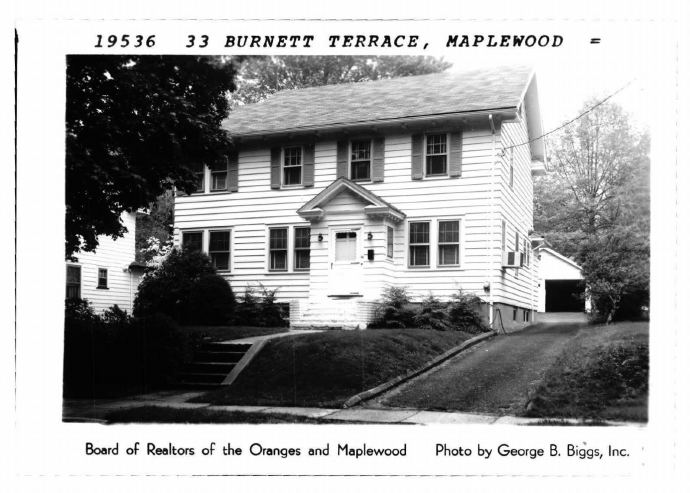 19536 33 BURNETT TERRACE, MAPLEWOOD =
Board of Realtors of the Oranges and Maplewood Photo by George B. Biggs, Inc.